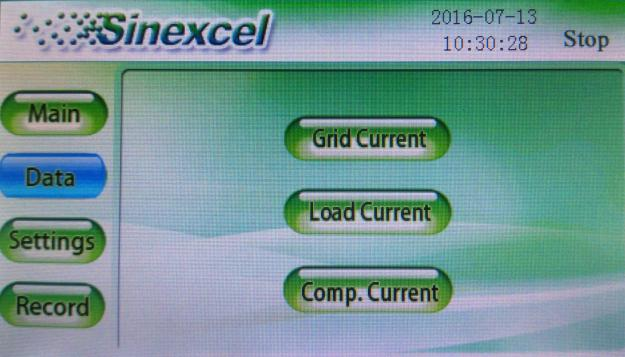 Sinexcel
2016-07-13
10:30:28
Stop
Main
Data
Settings
Record
Grid Current
Load Current
Comp. Current